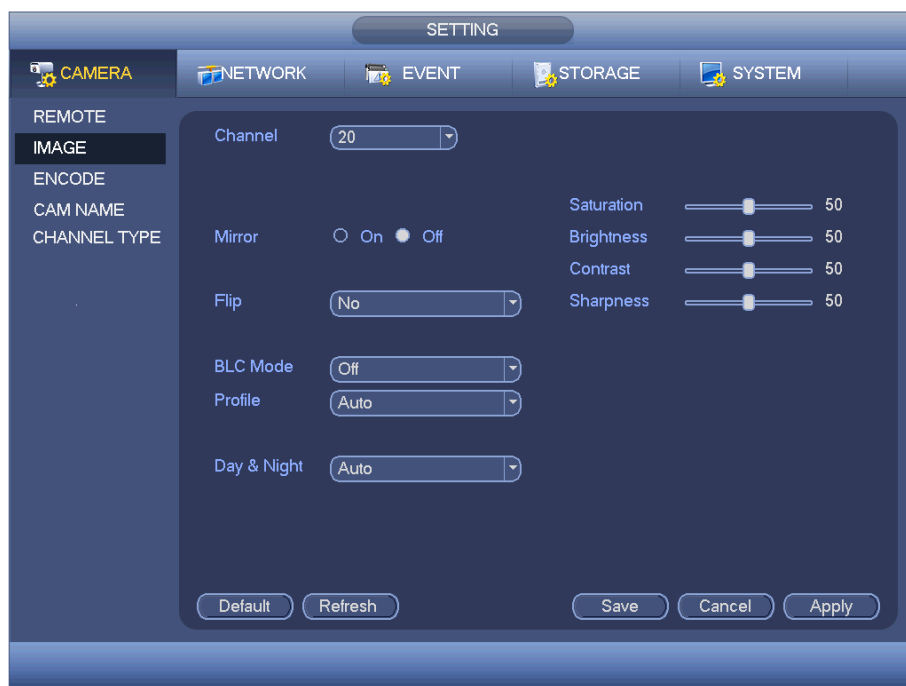 SETTING
CAMERA NETWORK EVENT STORAGE SYSTEM
REMOTE
IMAGE
ENCODE
CAM NAME
CHANNEL TYPE
Channel 20
Saturation 50
Mirror On Off Brightness 50
Contrast 50
Flip No Sharpness 50
BLC Mode Off
Profile Auto
Day & Night Auto
Default Refresh Save Cancel Apply